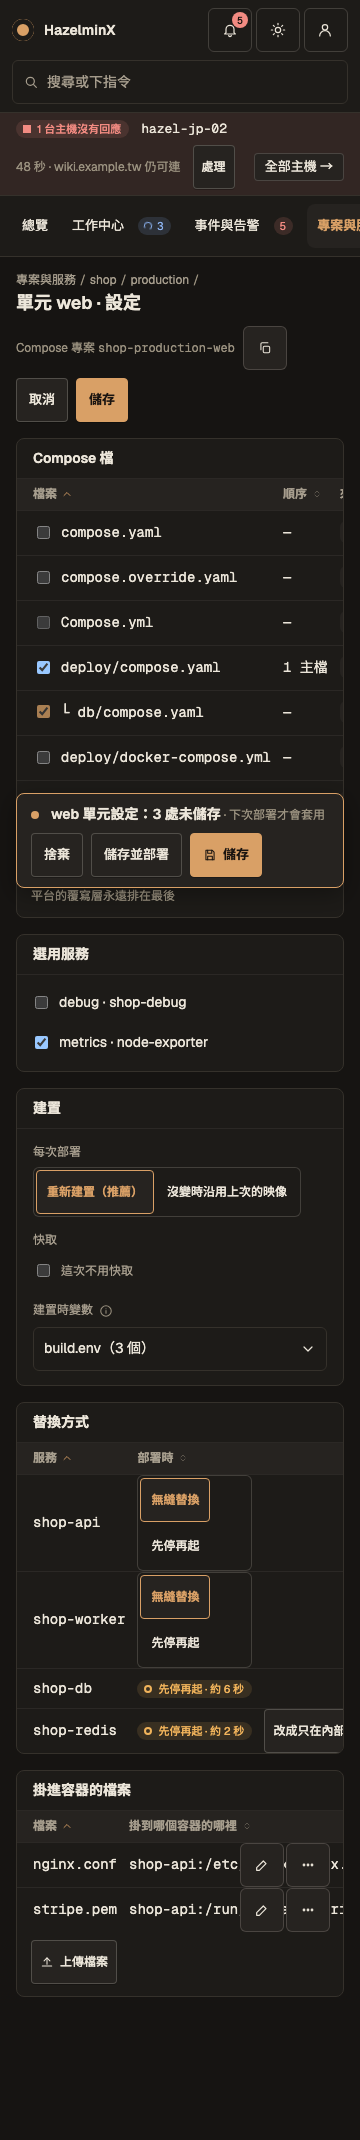 HazelminX
5
搜尋或下指令
1 台主機沒有回應 hazel-jp-02
48 秒 · wiki.example.tw 仍可連 處理 全部主機 →
總覽 工作中心 3 事件與告警 5 專案與
專案與服務 / shop / production /
單元 web · 設定
Compose 專案 shop-production-web
取消 儲存
Compose 檔
檔案 順序
compose.yaml —
compose.override.yaml —
Compose.yml —
deploy/compose.yaml 1 主檔
└ db/compose.yaml —
deploy/docker-compose.yml —
web 單元設定：3 處未儲存 · 下次部署才會套用
捨棄 儲存並部署 儲存
平台的覆寫層永遠排在最後
選用服務
debug · shop-debug
metrics · node-exporter
建置
每次部署
重新建置（推薦） 沒變時沿用上次的映像
快取
這次不用快取
建置時變數
build.env（3 個）
替換方式
服務 部署時
shop-api 無縫替換
先停再起
shop-worker 無縫替換
先停再起
shop-db 先停再起 · 約 6 秒
shop-redis 先停再起 · 約 2 秒 改成只在內部
掛進容器的檔案
檔案 掛到哪個容器的哪裡
nginx.conf shop-api:/etc
stripe.pem shop-api:/run
上傳檔案